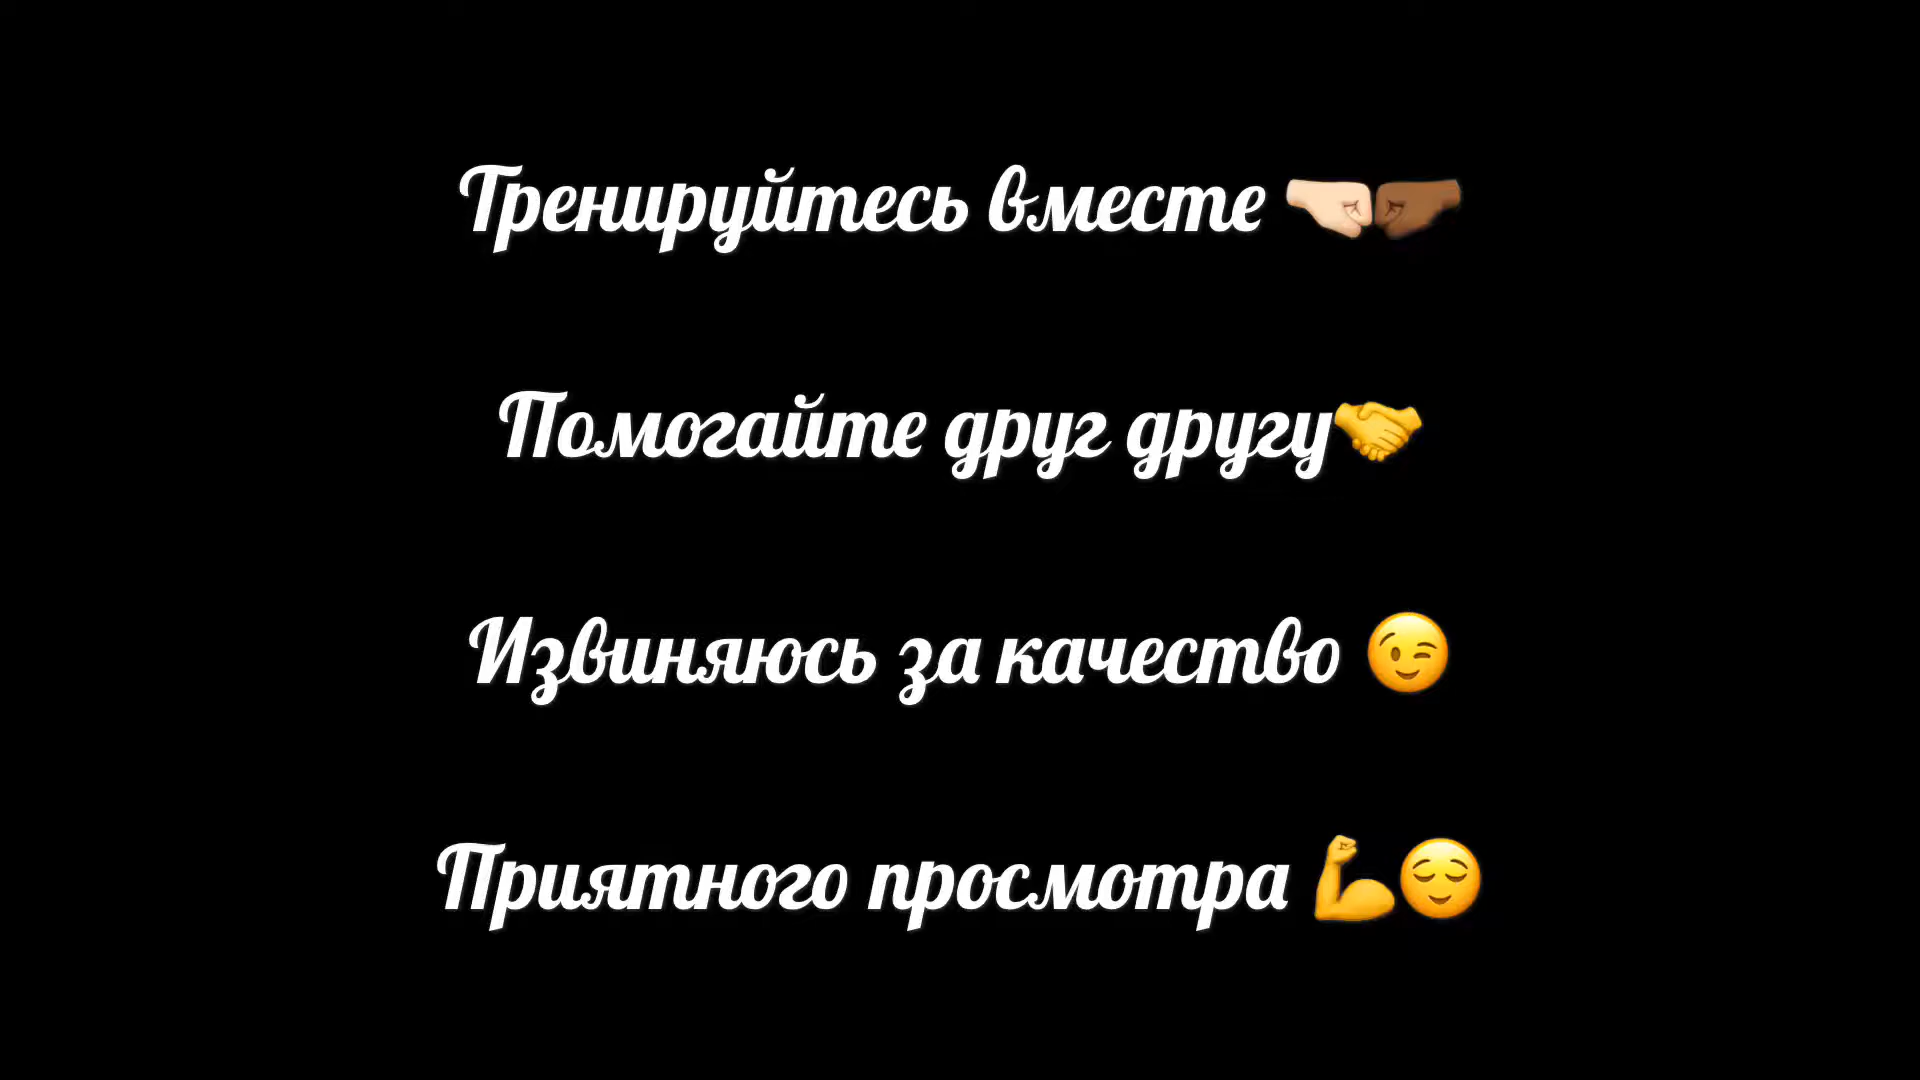 Тренируйтесь вместе 🤜🏻🤛🏾
Помогайте друг другу🤝
Извиняюсь за качество 😉
Приятного просмотра 💪😌